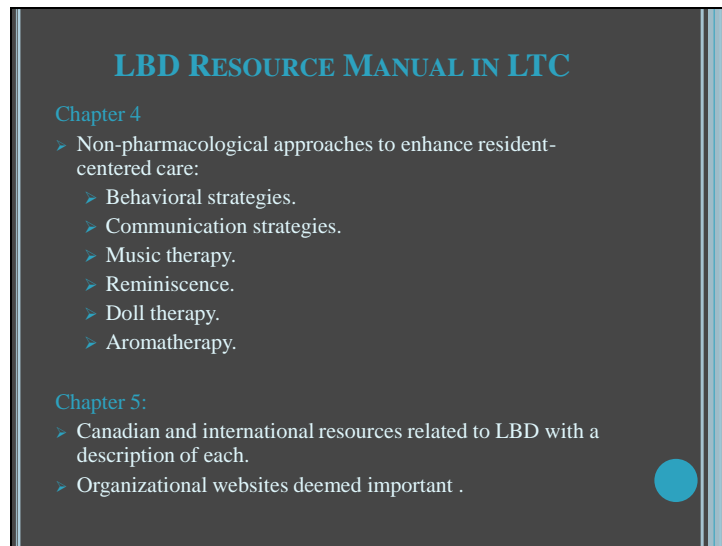 LBD RESOURCE MANUAL IN LTC
Chapter 4
Non-pharmacological approaches to enhance resident-
centered care:
Behavioral strategies.
Communication strategies.
Music therapy.
Reminiscence.
Doll therapy.
Aromatherapy.
Chapter 5:
Canadian and international resources related to LBD with a
description of each.
Organizational websites deemed important .